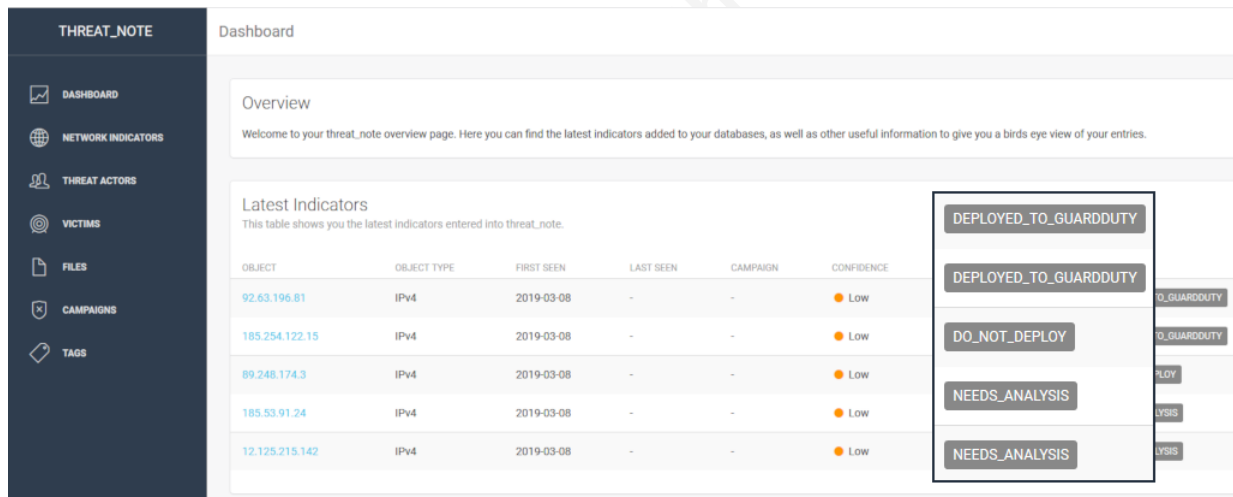 THREAT_NOTE
Dashboard
DASHBOARD
NETWORK INDICATORS
THREAT ACTORS
VICTIMS
FILES
CAMPAIGNS
TAGS
Overview
Welcome to your threat_note overview page. Here you can find the latest indicators added to your databases, as well as other useful information to give you a birds eye view of your entries.
Latest Indicators
This table shows you the latest indicators entered into threat_note.
OBJECT OBJECT TYPE FIRST SEEN LAST SEEN CAMPAIGN CONFIDENCE
92.63.196.81 IPv4 2019-03-08 - - Low TO_GUARDDUTY
185.254.122.15 IPv4 2019-03-08 - - Low TO_GUARDDUTY
89.248.174.3 IPv4 2019-03-08 - - Low PLOY
185.53.91.24 IPv4 2019-03-08 - - Low LYSIS
12.125.215.142 IPv4 2019-03-08 - - Low LYSIS
DEPLOYED_TO_GUARDDUTY
DEPLOYED_TO_GUARDDUTY
DO_NOT_DEPLOY
NEEDS_ANALYSIS
NEEDS_ANALYSIS